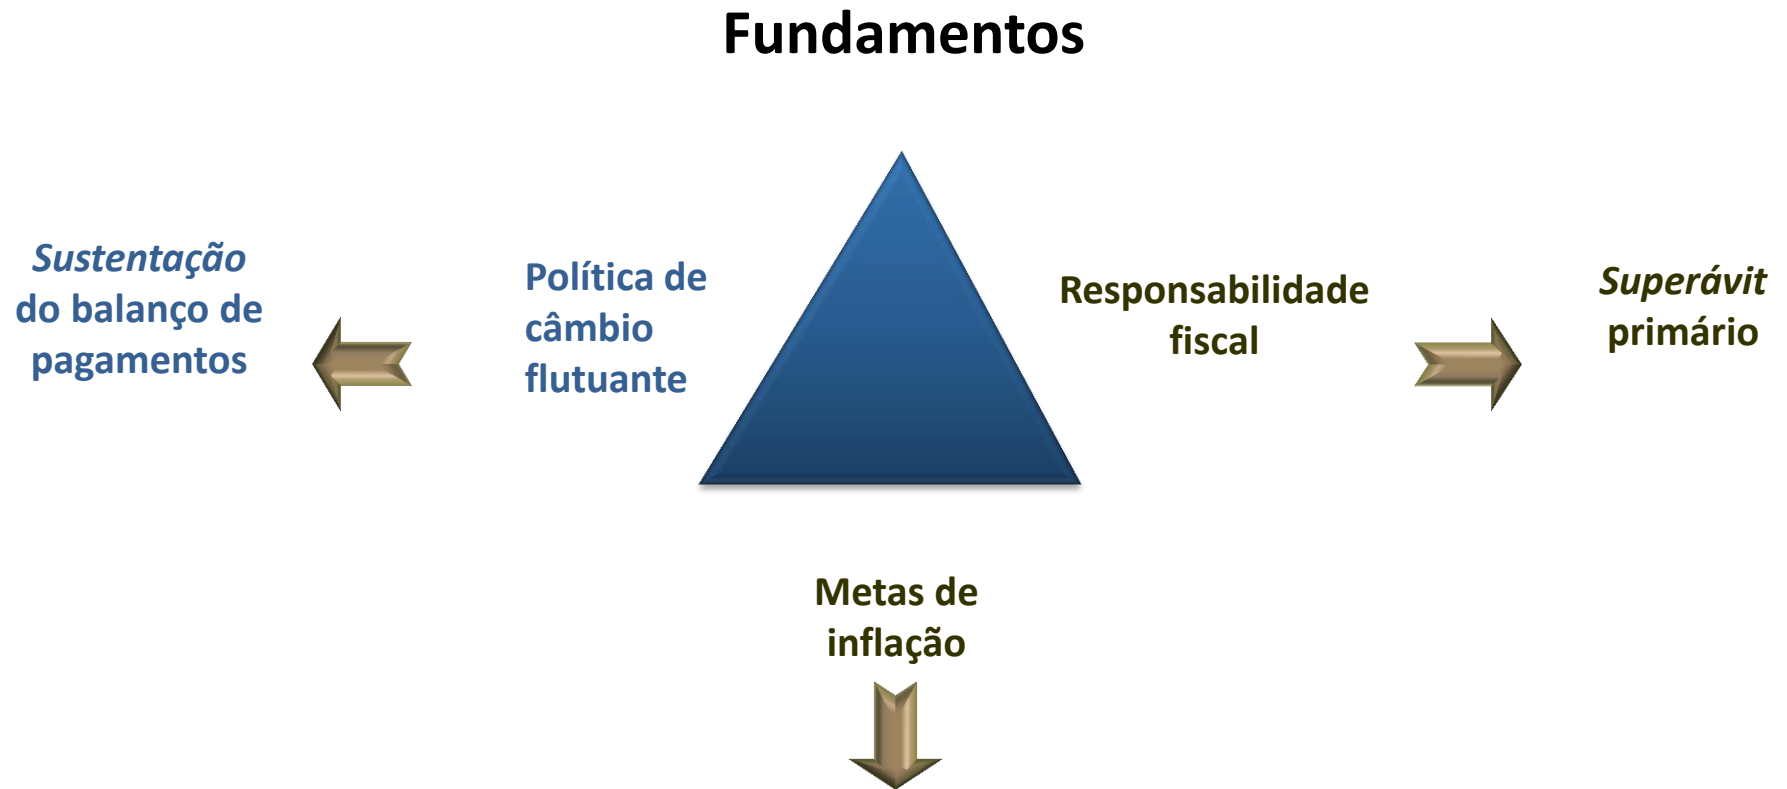 Fundamentos
Sustentação
do balanço de
pagamentos
Política de
câmbio
flutuante
Responsabilidade
fiscal
Superávit
primário
Metas de
inflação